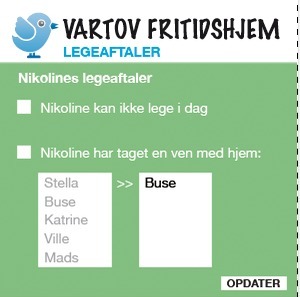 VARTOV FRITIDSHJEM
LEGEAFTALER
Nikolines legeaftaler
Nikoline kan ikke lege i dag
Nikoline har taget en ven med hjem:
Stella >> Buse
Buse
Katrine
Ville
Mads
OPDATER